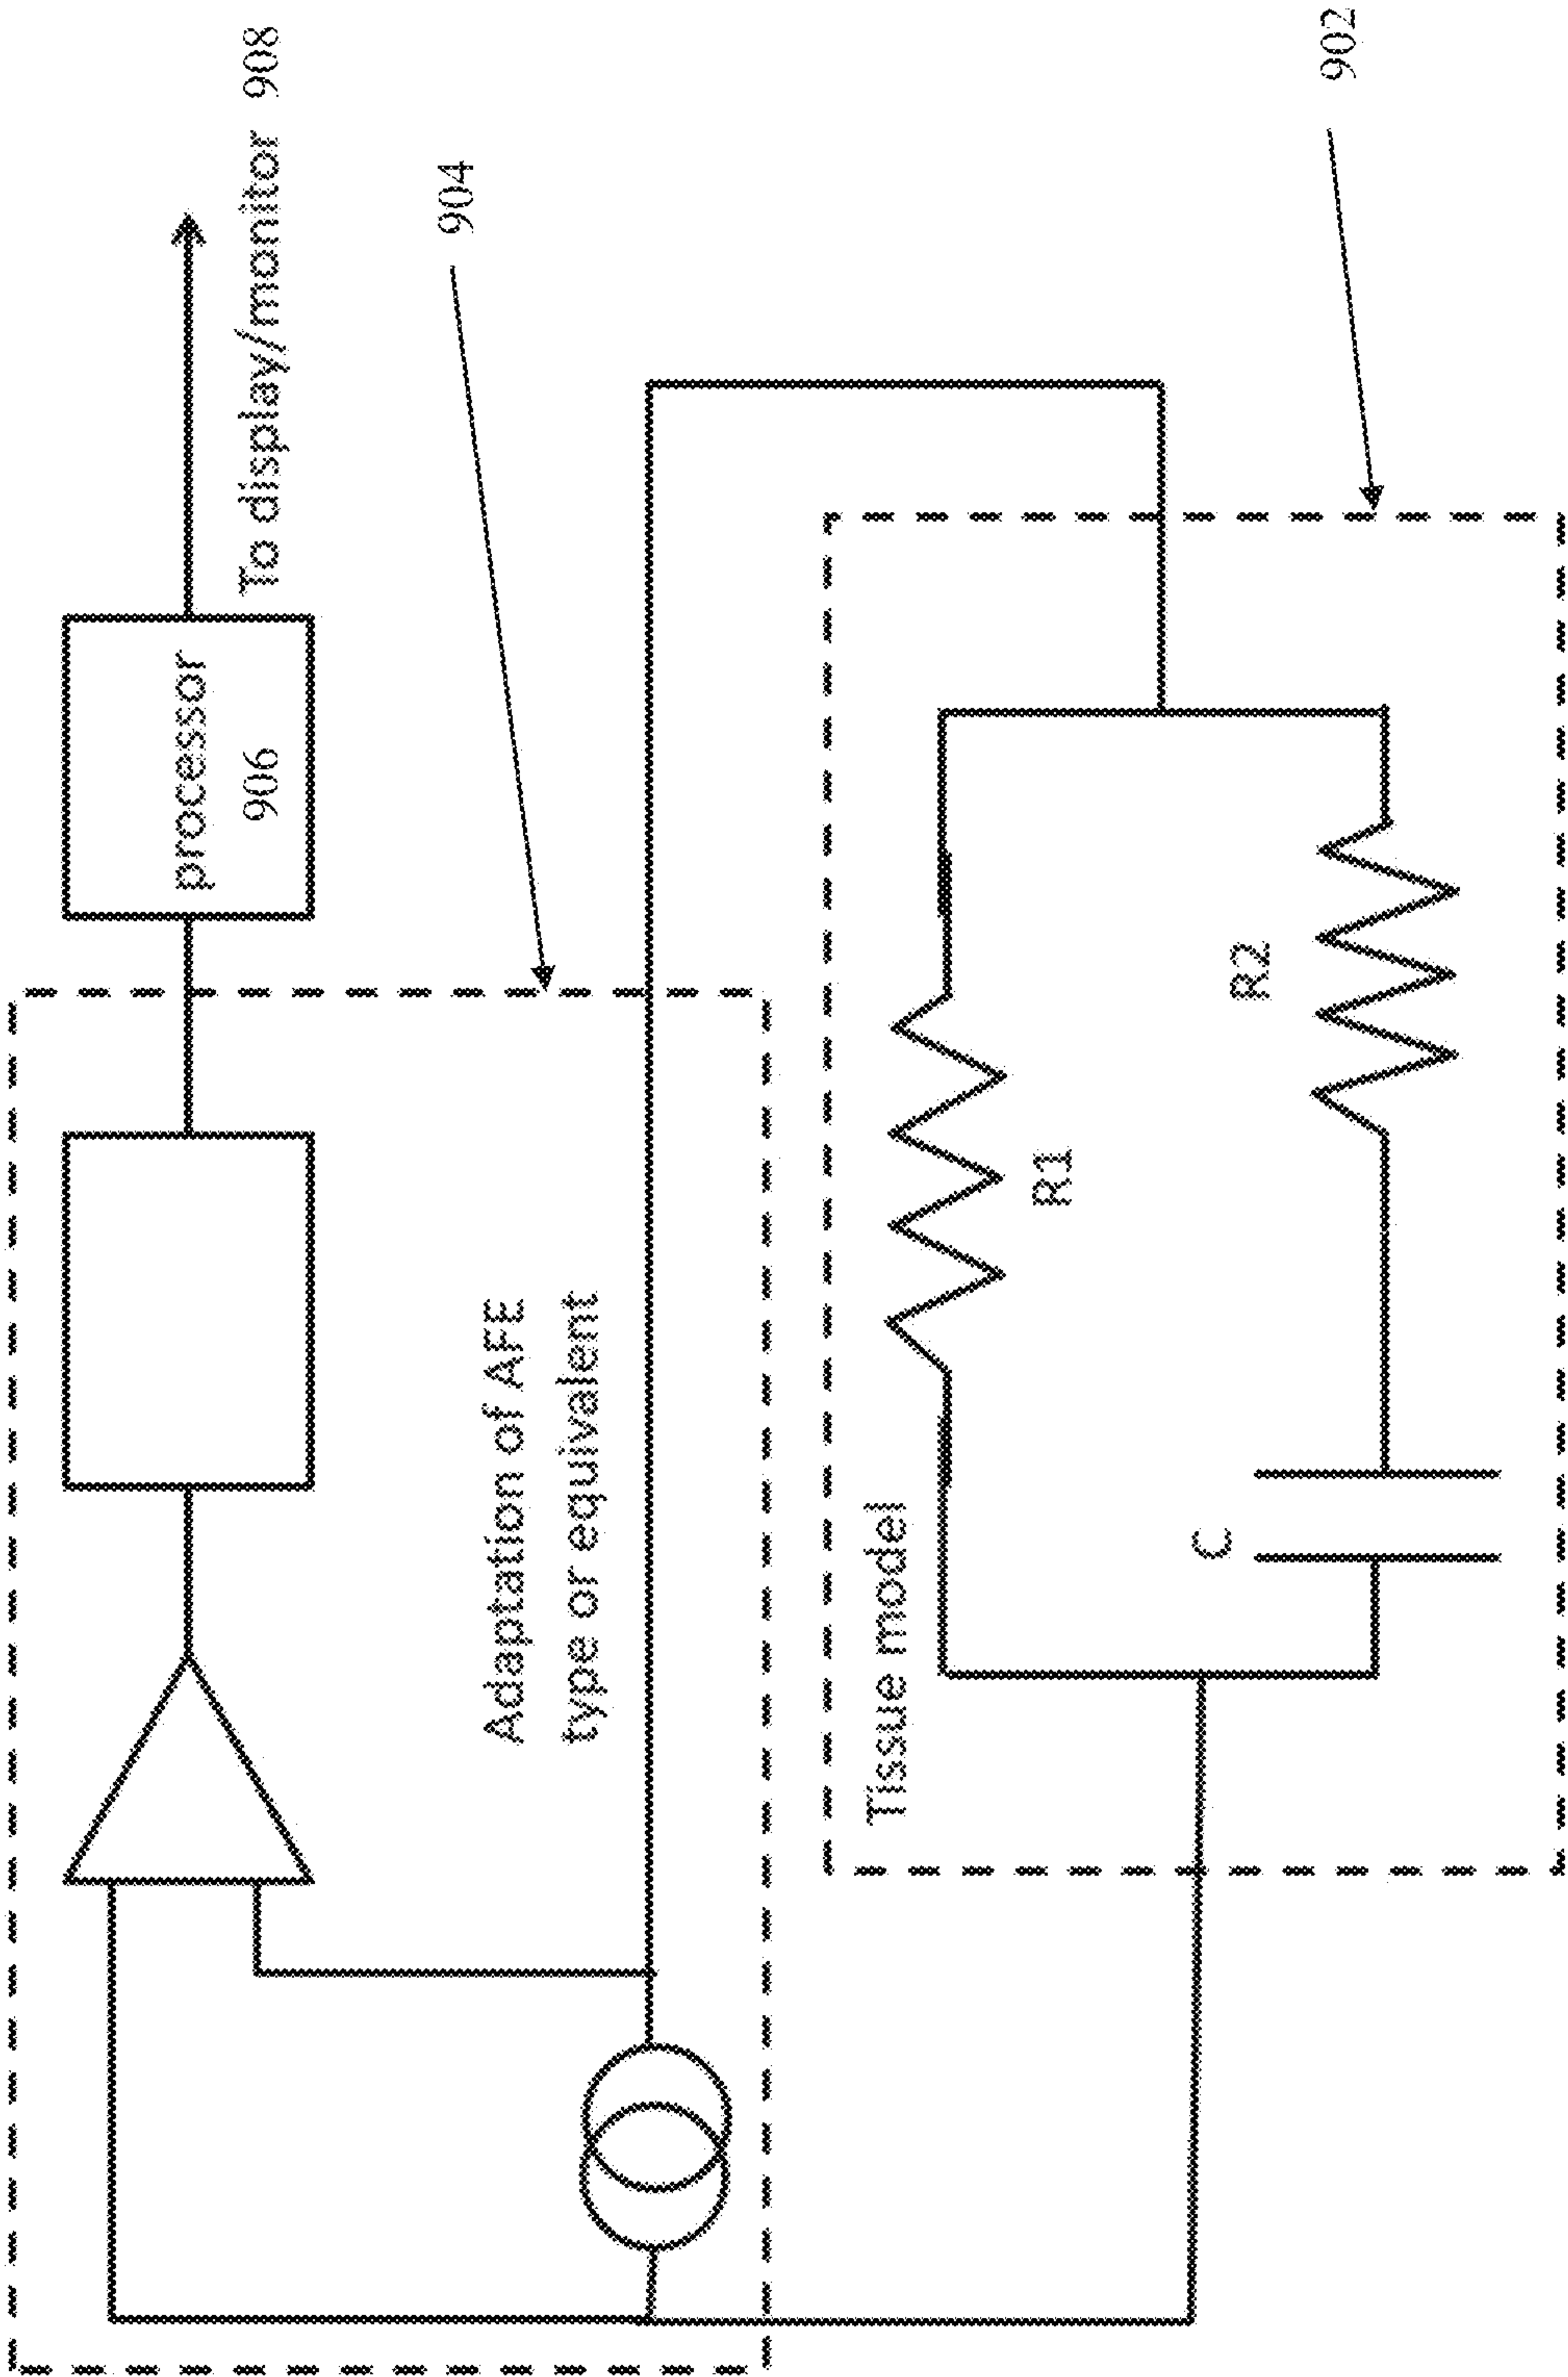 processor
906
To display/monitor 908
904
Adaptation of AFE
type or equivalent
Tissue model
R1
R2
C
902